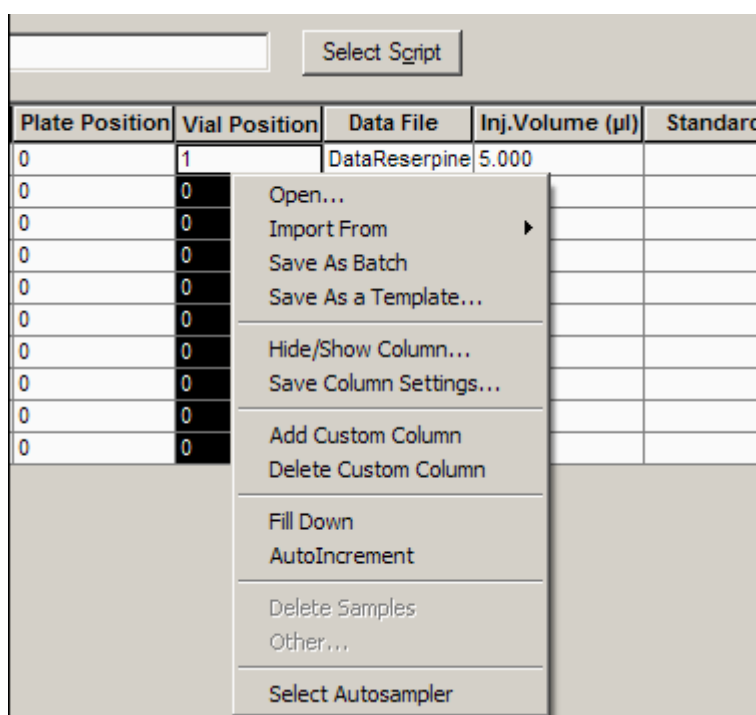 Select Script
Plate Position Vial Position Data File Inj.Volume (µl) Standard
0 1 DataReserpine 5.000
0 0
0 0
0 0
0 0
0 0
0 0
0 0
0 0
0 0
Open...
Import From
Save As Batch
Save As a Template...
Hide/Show Column...
Save Column Settings...
Add Custom Column
Delete Custom Column
Fill Down
AutoIncrement
Delete Samples
Other...
Select Autosampler